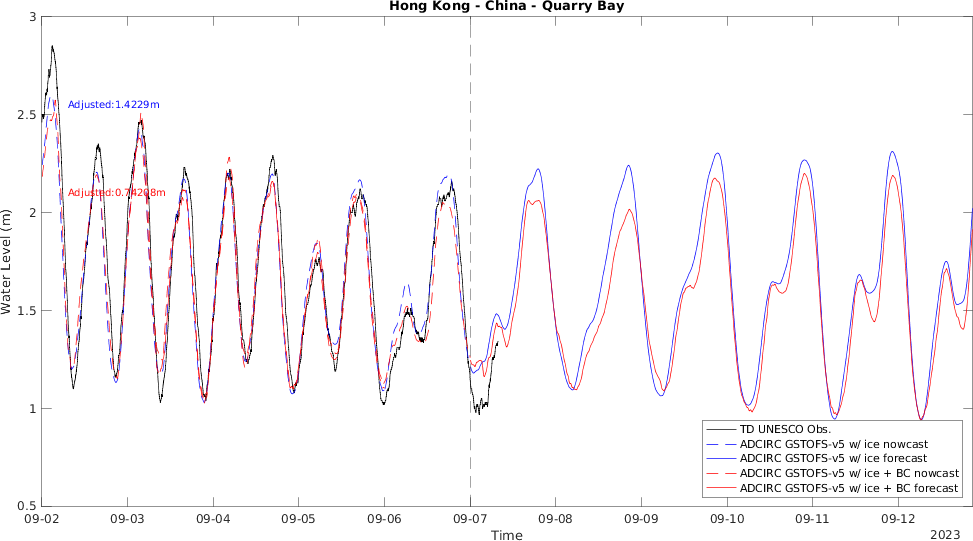 Hong Kong - China - Quarry Bay
3
2.5
2
1.5
1
0.5
Water Level (m)
Adjusted:1.4229m
Adjusted:0.74208m
TD UNESCO Obs.
ADCIRC GSTOFS-v5 w/ ice nowcast
ADCIRC GSTOFS-v5 w/ ice forecast
ADCIRC GSTOFS-v5 w/ ice + BC nowcast
ADCIRC GSTOFS-v5 w/ ice + BC forecast
09-02 09-03 09-04 09-05 09-06 09-07 09-08 09-09 09-10 09-11 09-12
Time
2023